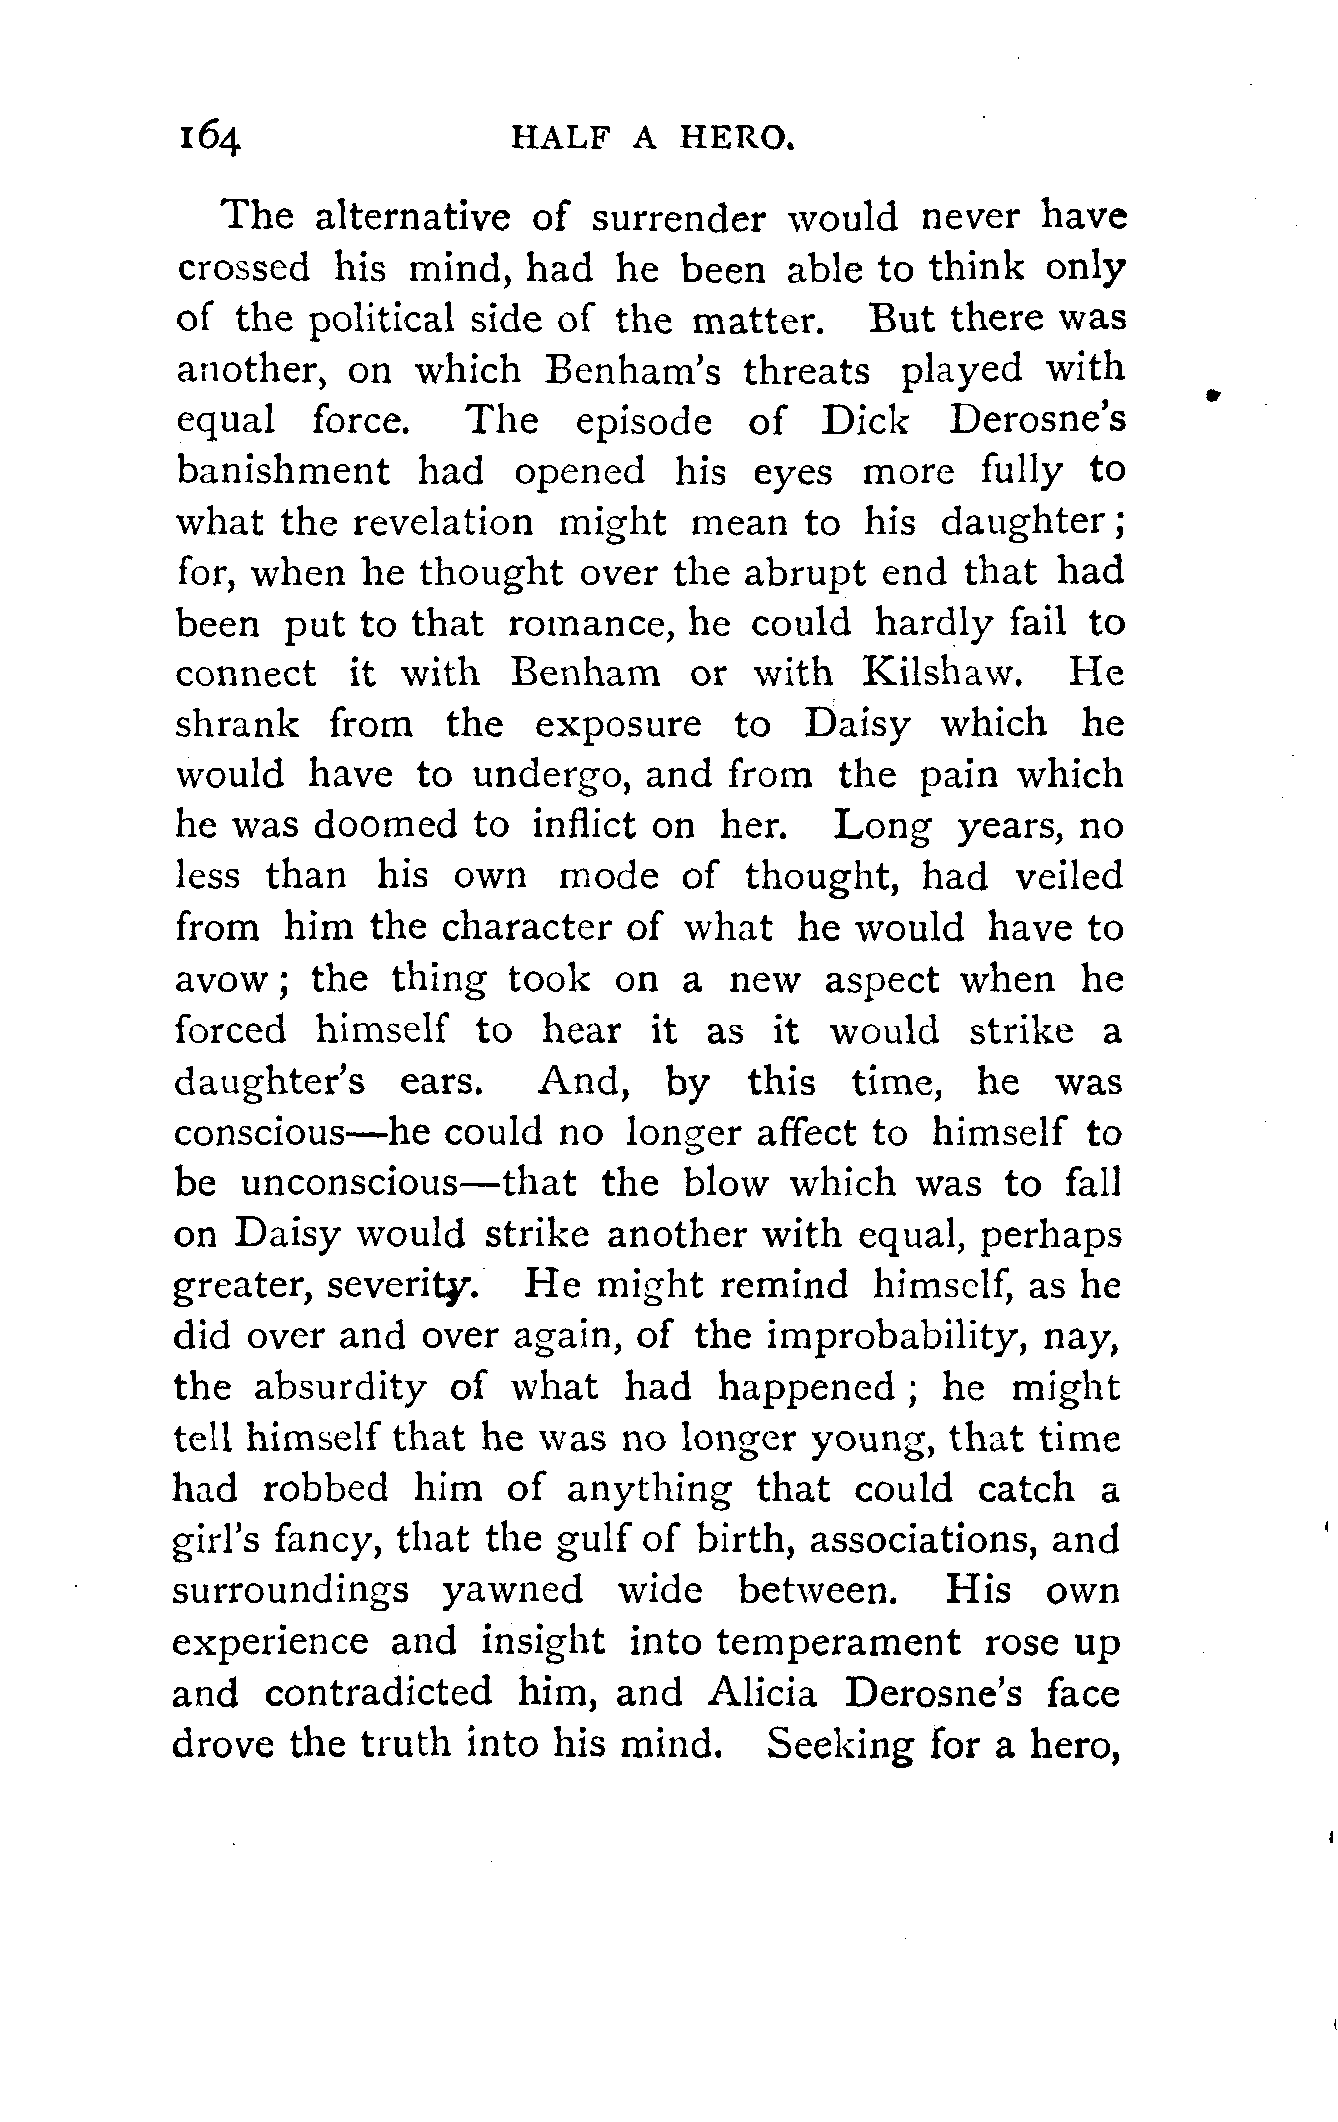 164 HALF A HERO.
The alternative of surrender would never have
crossed his mind, had he been able to think only
of the political side of the matter. But there was
another, on which Benham's threats played with
equal force. The episode of Dick Derosne's
banishment had opened his eyes more fully to
what the revelation might mean to his daughter;
for, when he thought over the abrupt end that had
been put to that romance, he could hardly fail to
connect it with Benham or with Kilshaw. He
shrank from the exposure to Daisy which he
would have to undergo, and from the pain which
he was doomed to inflict on her. Long years, no
less than his own mode of thought, had veiled
from him the character of what he would have to
avow; the thing took on a new aspect when he
forced himself to hear it as it would strike a
daughter's ears. And, by this time, he was
conscious—he could no longer affect to himself to
be unconscious—that the blow which was to fall
on Daisy would strike another with equal, perhaps
greater, severity. He might remind himself, as he
did over and over again, of the improbability, nay,
the absurdity of what had happened; he might
tell himself that he was no longer young, that time
had robbed him of anything that could catch a
girl's fancy, that the gulf of birth, associations, and
surroundings yawned wide between. His own
experience and insight into temperament rose up
and contradicted him, and Alicia Derosne's face
drove the truth into his mind. Seeking for a hero,